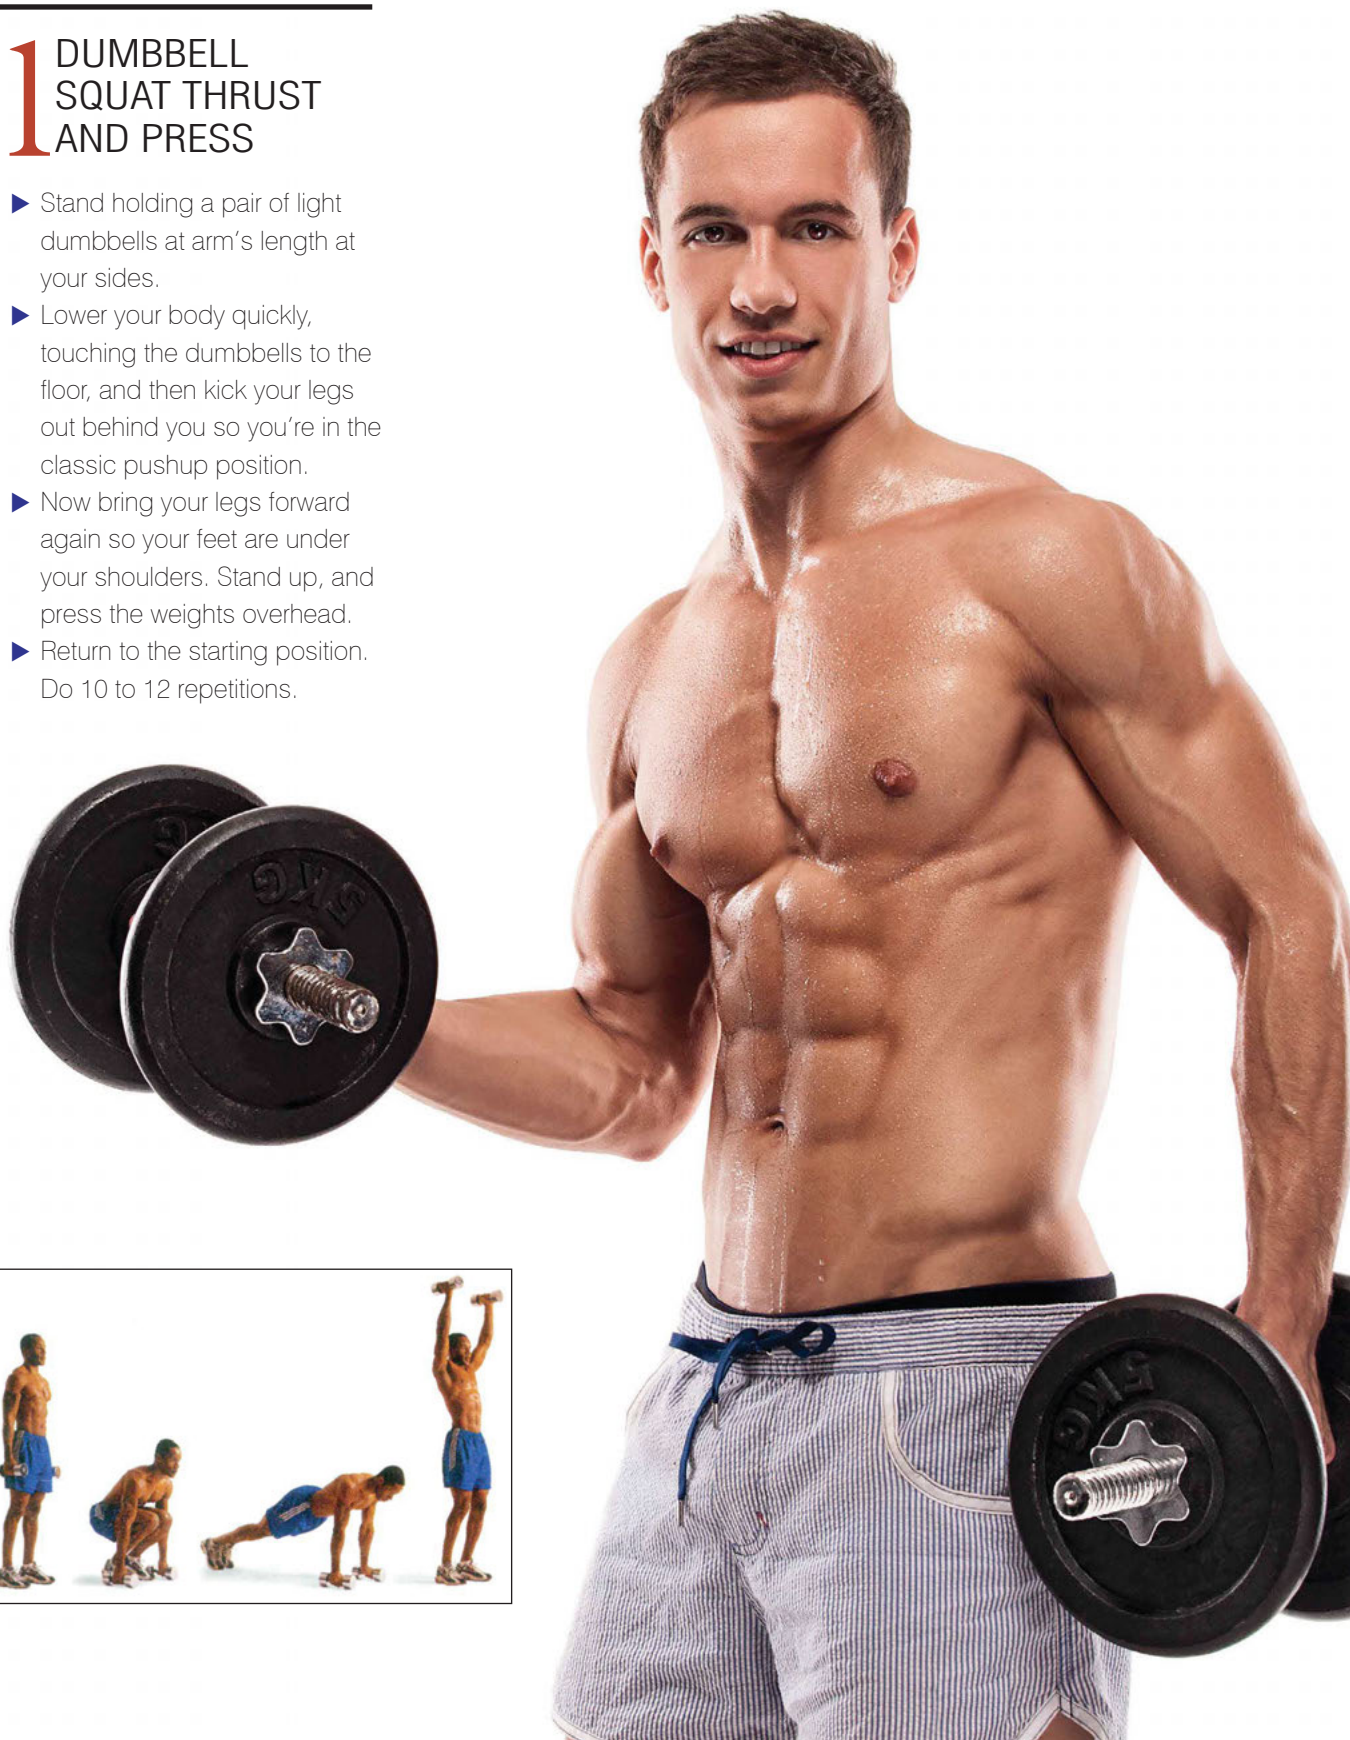 1
DUMBBELL
SQUAT THRUST
AND PRESS
▶ Stand holding a pair of light
dumbbells at arm's length at
your sides.
▶ Lower your body quickly,
touching the dumbbells to the
floor, and then kick your legs
out behind you so you're in the
classic pushup position.
▶ Now bring your legs forward
again so your feet are under
your shoulders. Stand up, and
press the weights overhead.
▶ Return to the starting position.
Do 10 to 12 repetitions.
5KG
5KG